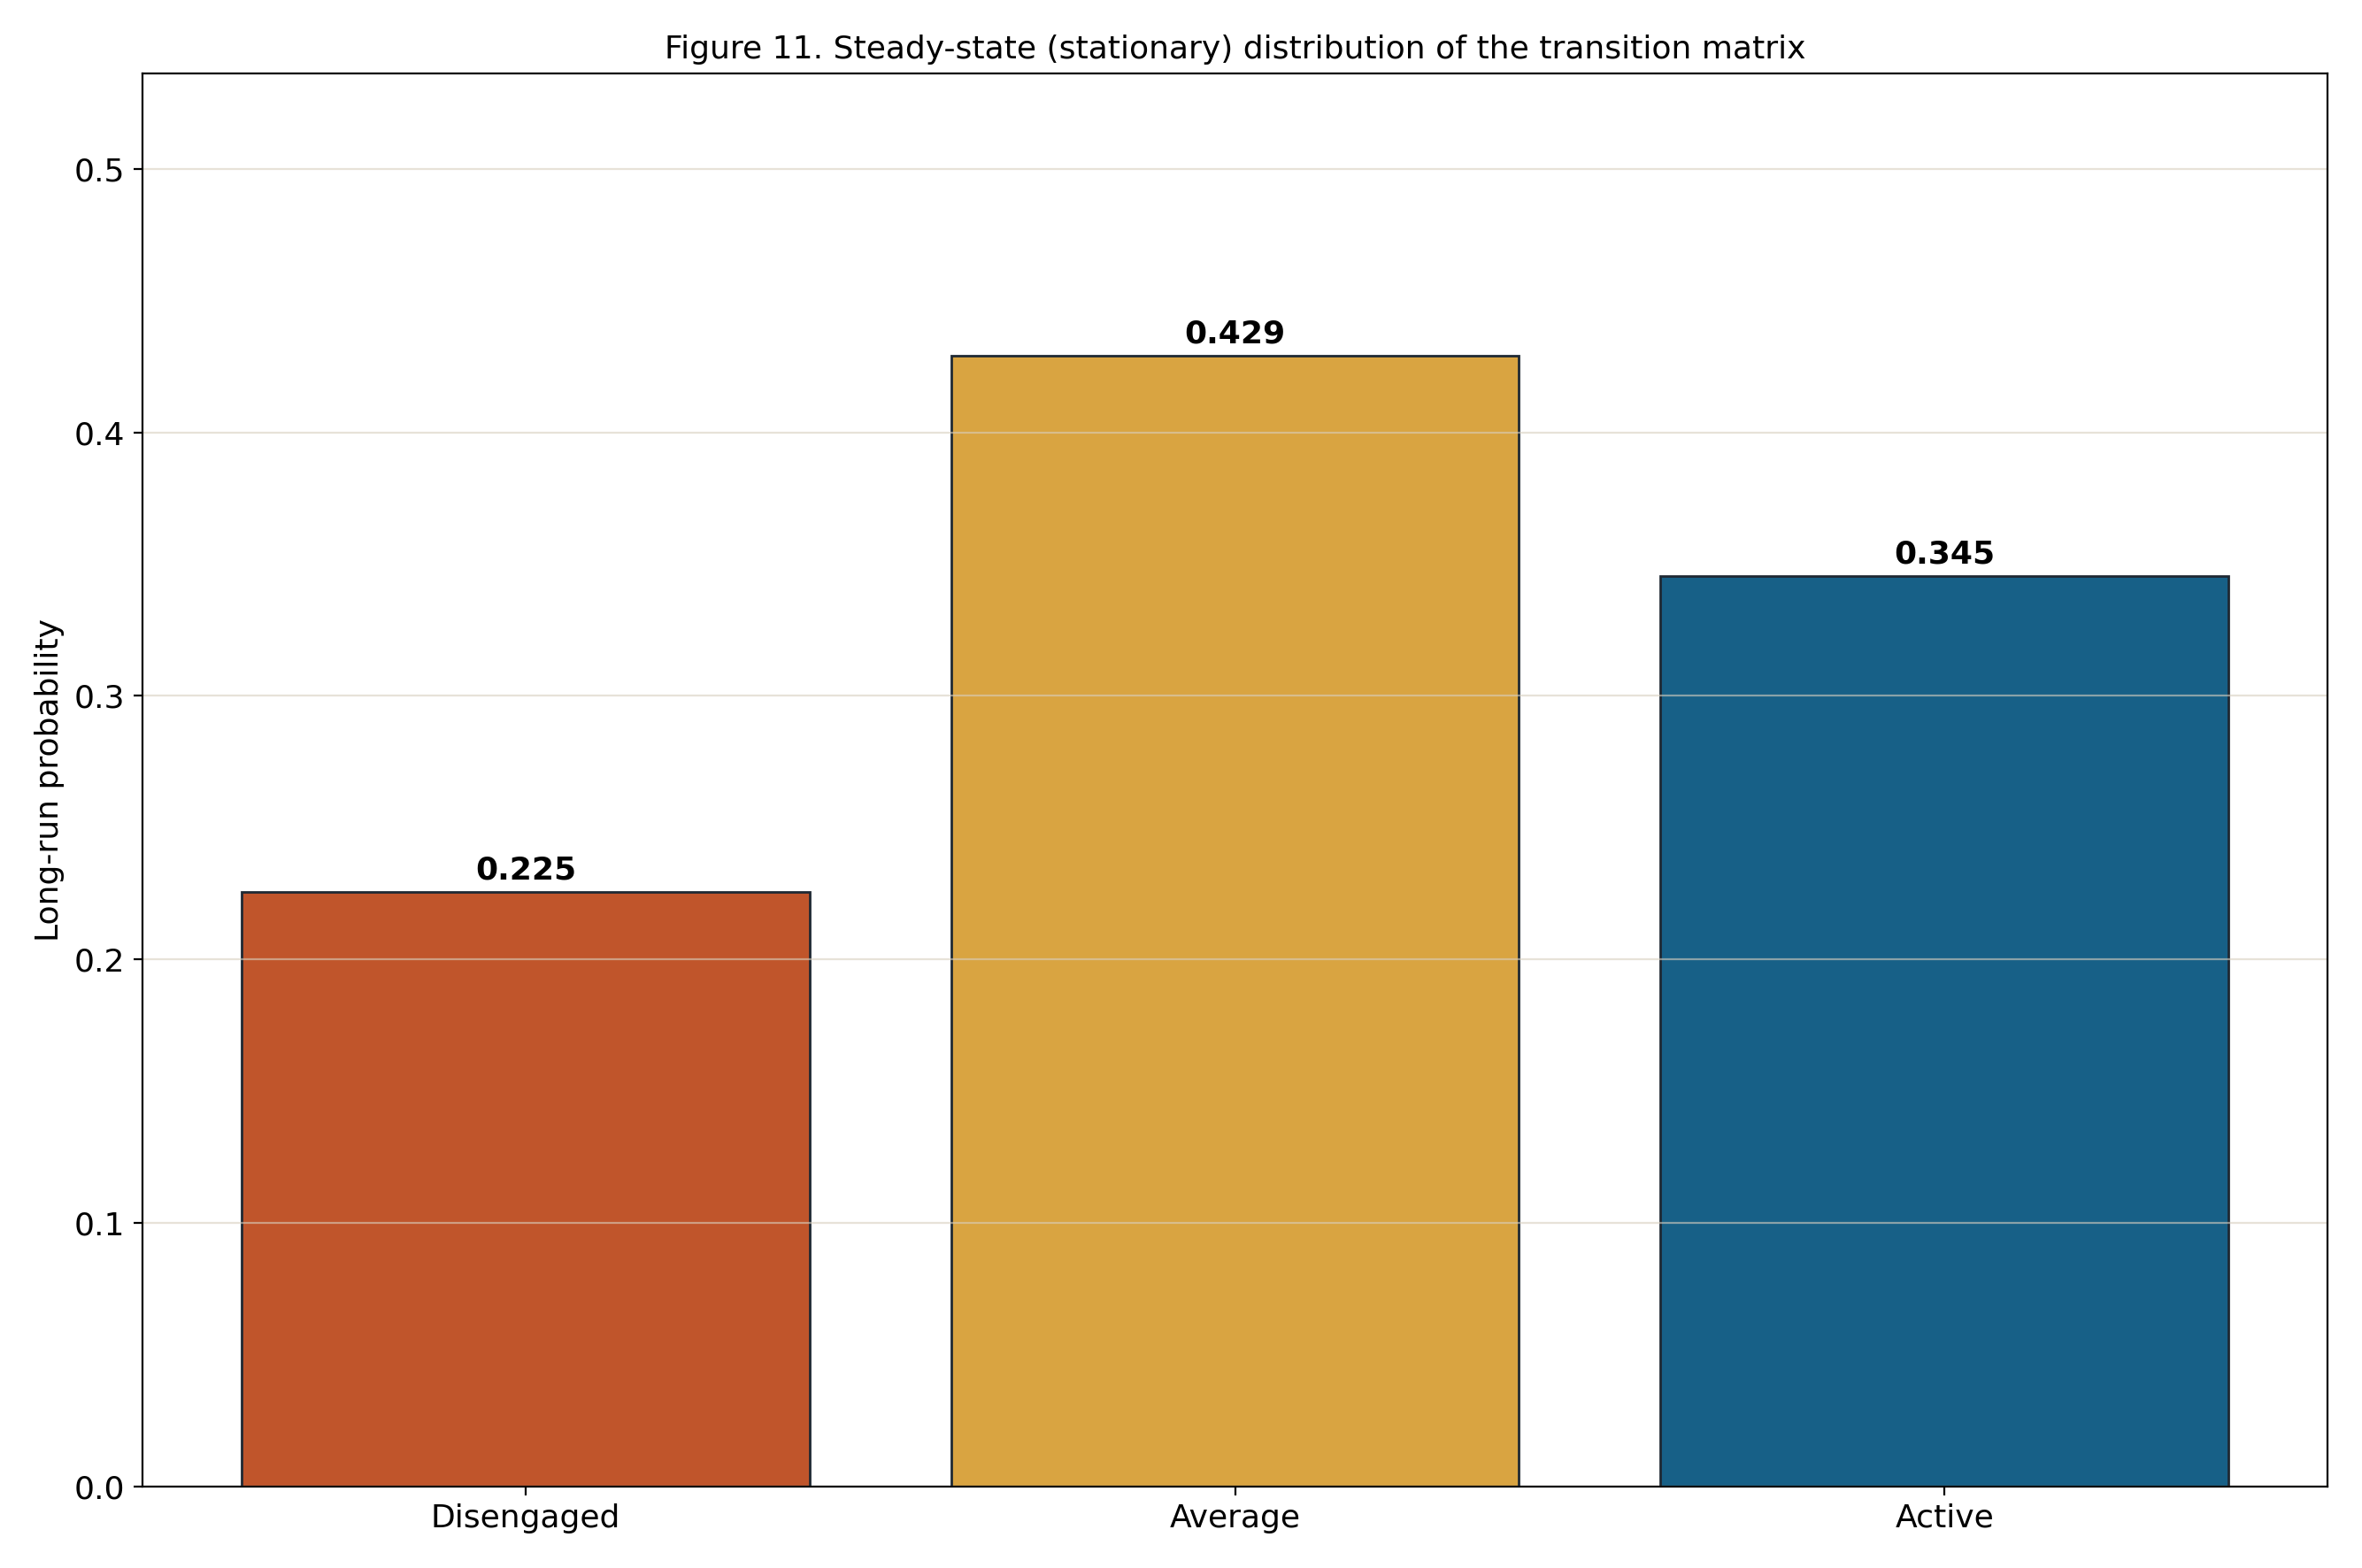 Figure 11. Steady-state (stationary) distribution of the transition matrix
Long-run probability
0.5
0.4
0.3
0.2
0.1
0.0
0.225
0.429
0.345
Disengaged
Average
Active